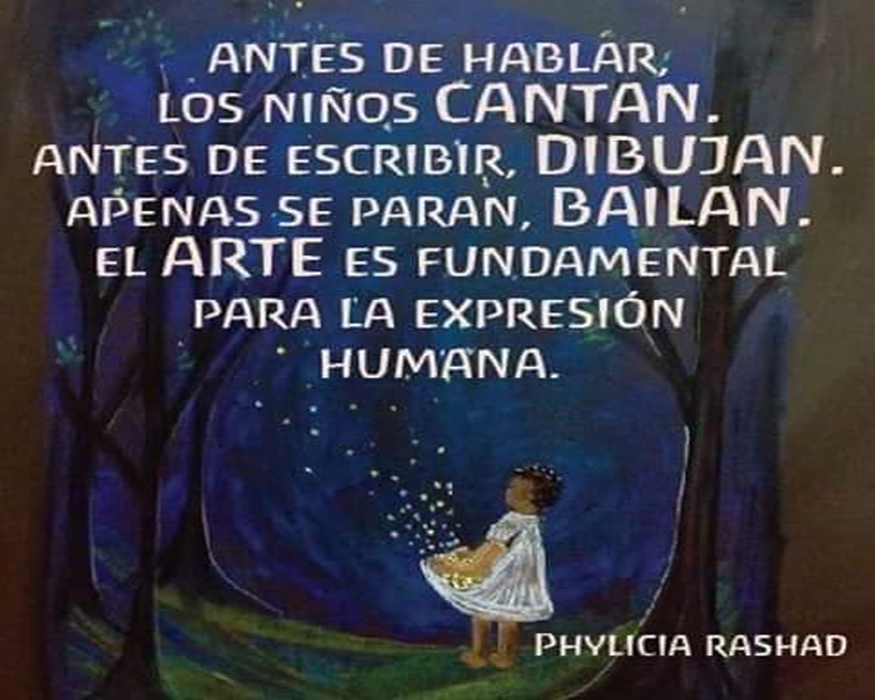 ANTES DE HABLAR,
LOS NIÑOS CANTAN.
ANTES DE ESCRIBIR, DIBUJAN.
APENAS SE PARAN, BAILAN.
EL ARTE ES FUNDAMENTAL
PARA LA EXPRESIÓN
HUMANA.
PHYLICIA RASHAD